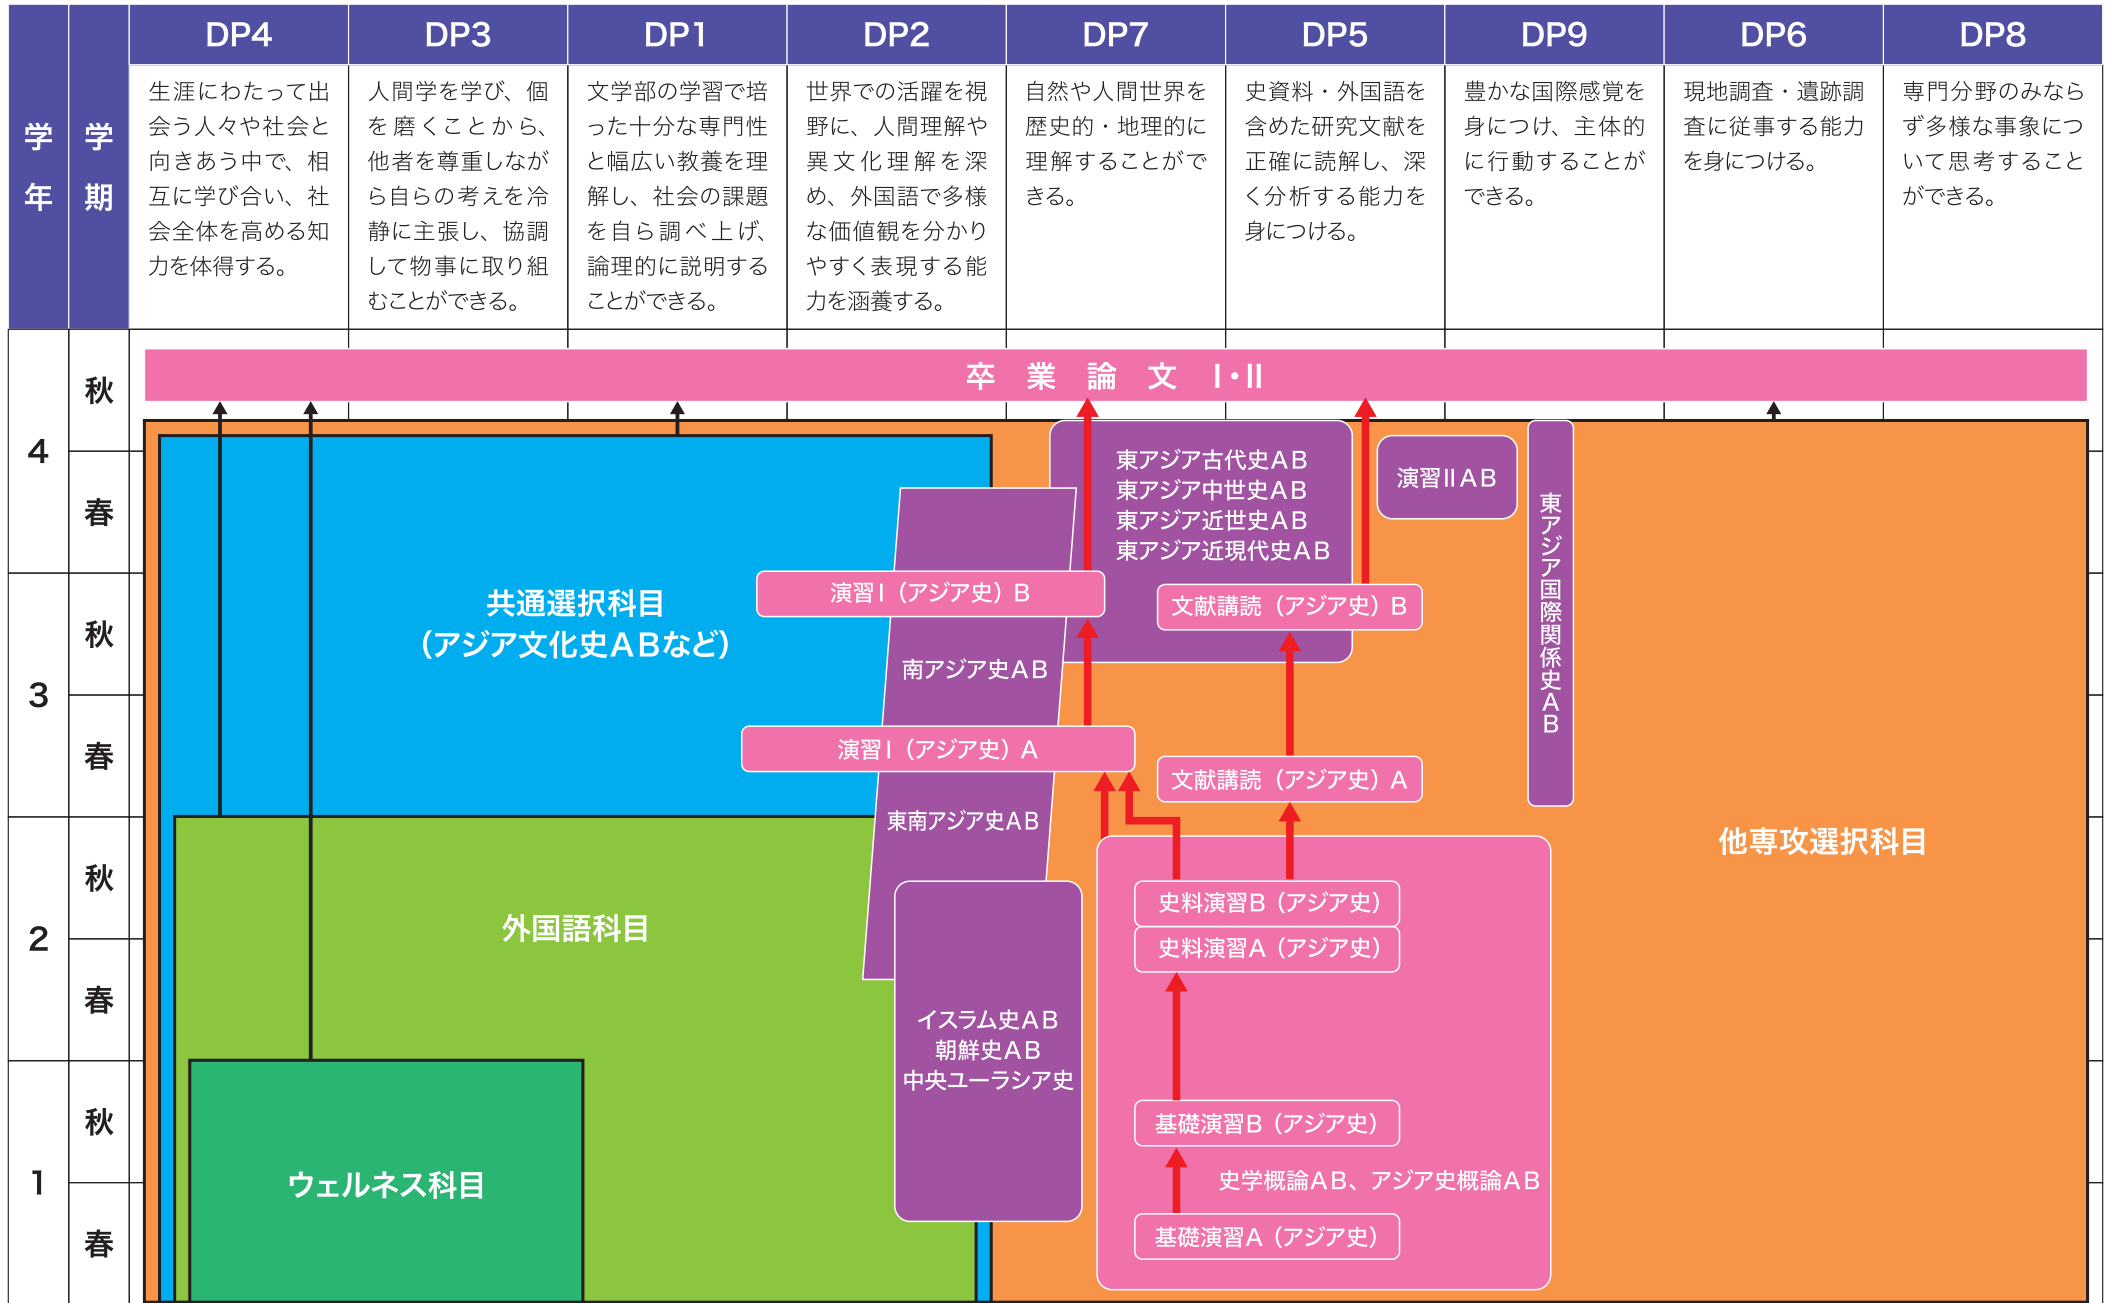 学年
学期
DP4
DP3
DP1
DP2
DP7
DP5
DP9
DP6
DP8
生涯にわたって出
会う人々や社会と
向きあう中で、相
互に学び合い、社
会全体を高める知
力を体得する。
人間学を学び、個
を磨くことから、
他者を尊重しなが
ら自らの考えを冷
静に主張し、協調
して物事に取り組
むことができる。
文学部の学習で培
った十分な専門性
と幅広い教養を理
解し、社会の課題
を自ら調べ上げ、
論理的に説明する
ことができる。
世界での活躍を視
野に、人間理解や
異文化理解を深
め、外国語で多様
な価値観を分かり
やすく表現する能
力を涵養する。
自然や人間世界を
歴史的・地理的に
理解することがで
きる。
史資料・外国語を
含めた研究文献を
正確に読解し、深
く分析する能力を
身につける。
豊かな国際感覚を
身につけ、主体的
に行動することが
できる。
現地調査・遺跡調
査に従事する能力
を身につける。
専門分野のみなら
ず多様な事象につ
いて思考すること
ができる。
卒業論文 I・II
4
秋
春
3
秋
春
2
秋
春
1
秋
春
東アジア古代史AB
東アジア中世史AB
東アジア近世史AB
東アジア近現代史AB
演習IIAB
東アジア国際関係史AB
共通選択科目
（アジア文化史ABなど）
演習I（アジア史）B
文献講読（アジア史）B
南アジア史AB
演習I（アジア史）A
文献講読（アジア史）A
東南アジア史AB
他専攻選択科目
外国語科目
史料演習B（アジア史）
史料演習A（アジア史）
イスラム史AB
朝鮮史AB
中央ユーラシア史
基礎演習B（アジア史）
史学概論AB、アジア史概論AB
ウェルネス科目
基礎演習A（アジア史）